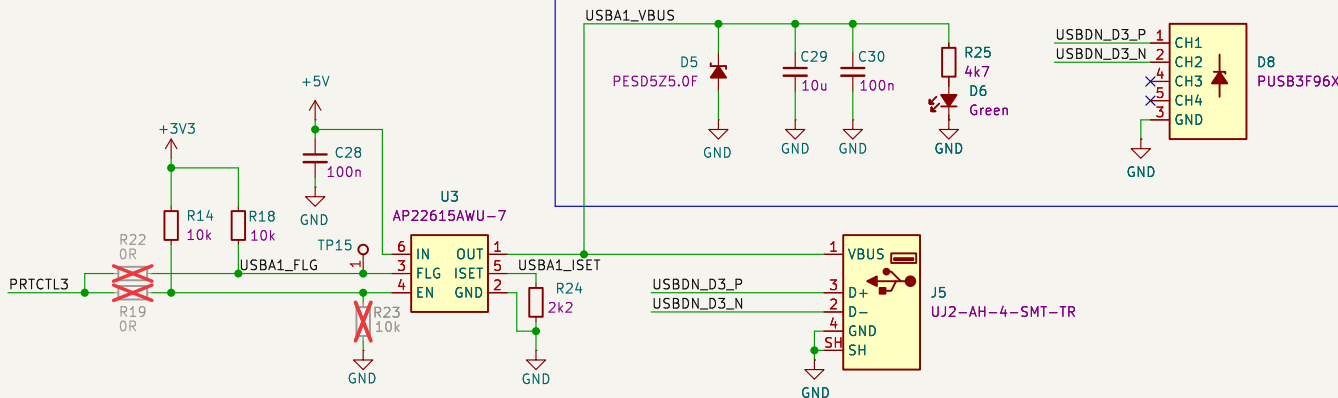 USBA1_VBUS
D5
PESD5Z5.0F
GND
C29
10u
GND
C30
100n
GND
R25
4k7
D6
Green
GND
USBDN_D3_P
USBDN_D3_N
1 CH1
2 CH2
4 CH3
5 CH4
3 GND
D8
PUSB3F96X
GND
+5V
C28
100n
GND
+3V3
R14
10k
R18
10k
R22
0R
PRTCTL3
R19
0R
USBA1_FLG
TP15
1
R23
10k
GND
U3
AP22615AWU-7
6 IN OUT 1
3 FLG ISET 5
4 EN GND 2
USBA1_ISET
R24
2k2
GND
USBDN_D3_P
USBDN_D3_N
1 VBUS
3 D+
2 D-
4 GND
SH SH
J5
UJ2-AH-4-SMT-TR
GND